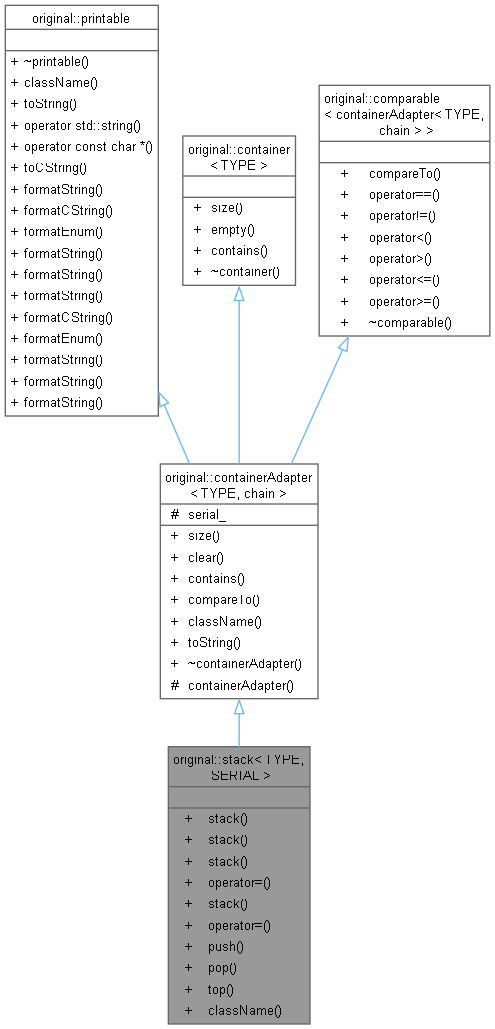 original::printable
+ ~printable()
+ className()
+ toString()
+ operator std::string()
+ operator const char *()
+ toCString()
+ formatString()
+ formatCString()
+ formatEnum()
+ formatString()
+ formatString()
+ formatString()
+ formatCString()
+ formatEnum()
+ formatString()
+ formatString()
+ formatString()
original::container
< TYPE >
+ size()
+ empty()
+ contains()
+ ~container()
original::comparable
< containerAdapter< TYPE,
chain > >
+ compareTo()
+ operator==()
+ operator!=()
+ operator<()
+ operator>()
+ operator<=()
+ operator>=()
+ ~comparable()
original::containerAdapter
< TYPE, chain >
# serial_
+ size()
+ clear()
+ contains()
+ compareTo()
+ className()
+ toString()
+ ~containerAdapter()
# containerAdapter()
original::stack< TYPE,
SERIAL >
+ stack()
+ stack()
+ stack()
+ operator=()
+ stack()
+ operator=()
+ push()
+ pop()
+ top()
+ className()